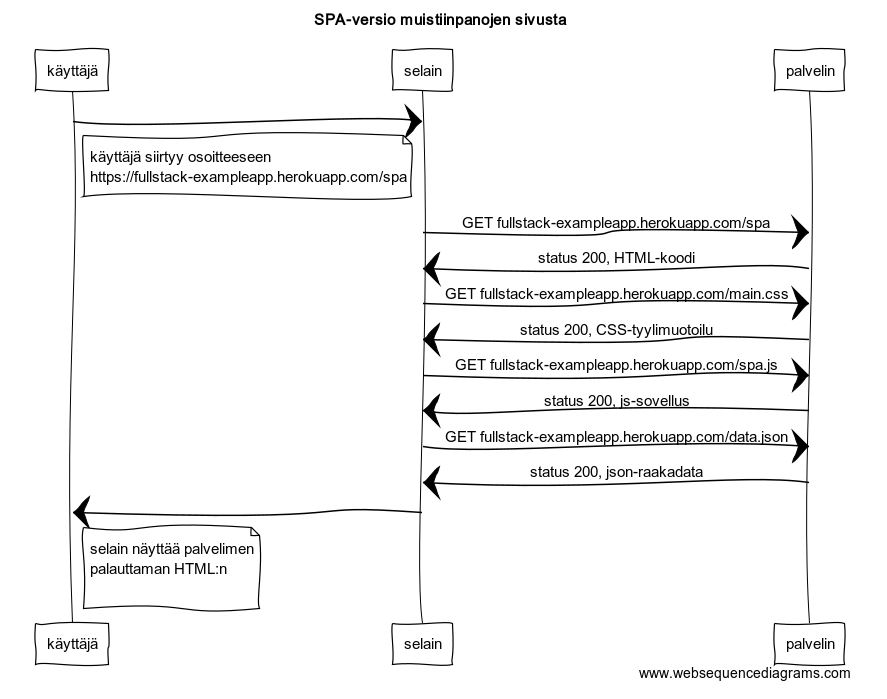 SPA-versio muistiinpanojen sivusta
käyttäjä
selain
palvelin
käyttäjä siirtyy osoitteeseen
https://fullstack-exampleapp.herokuapp.com/spa
GET fullstack-exampleapp.herokuapp.com/spa
status 200, HTML-koodi
GET fullstack-exampleapp.herokuapp.com/main.css
status 200, CSS-tyylimuotoilu
GET fullstack-exampleapp.herokuapp.com/spa.js
status 200, js-sovellus
GET fullstack-exampleapp.herokuapp.com/data.json
status 200, json-raakadata
selain näyttää palvelimen
palauttaman HTML:n
käyttäjä
selain
palvelin
www.websequencediagrams.com